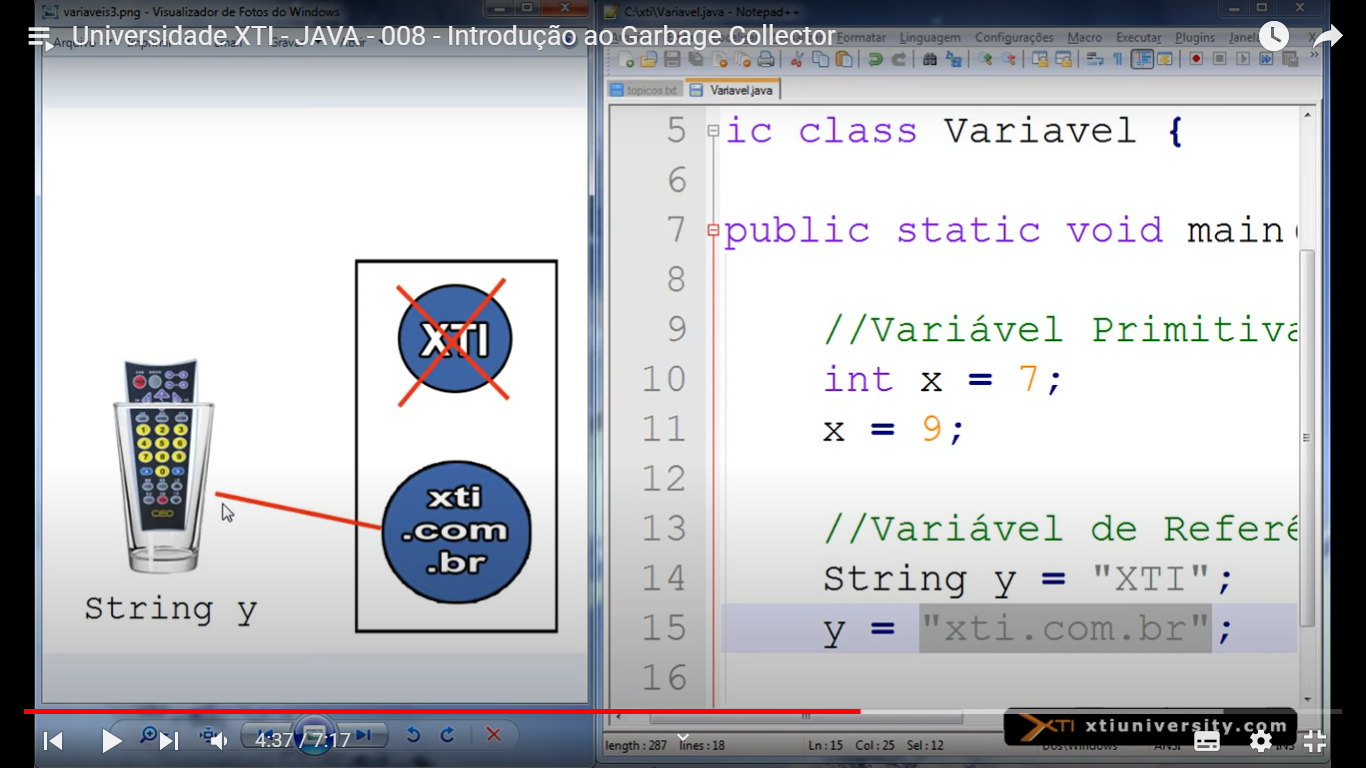 variaveis3.png - Visualizador de Fotos do Windows
C:\xti\Variavel.java - Notepad++
Universidade XTI - JAVA - 008 - Introdução ao Garbage Collector
Formatar Linguagem Configurações Macro Executar Plugins Janela
topicos.txt Variavel.java
XTI
xti
.com
.br
CEO
String y
5 ic class Variavel {
6
7 public static void main(
8
9 //Variável Primitiva
10 int x = 7;
11 x = 9;
12
13 //Variável de Referê
14 String y = "XTI";
15 y = "xti.com.br";
16
XTI xtiuniversity.com
4:37 / 7:17
length : 287 lines : 18 Ln : 15 Col : 25 Sel : 12 Dos\Windows ANSI INS